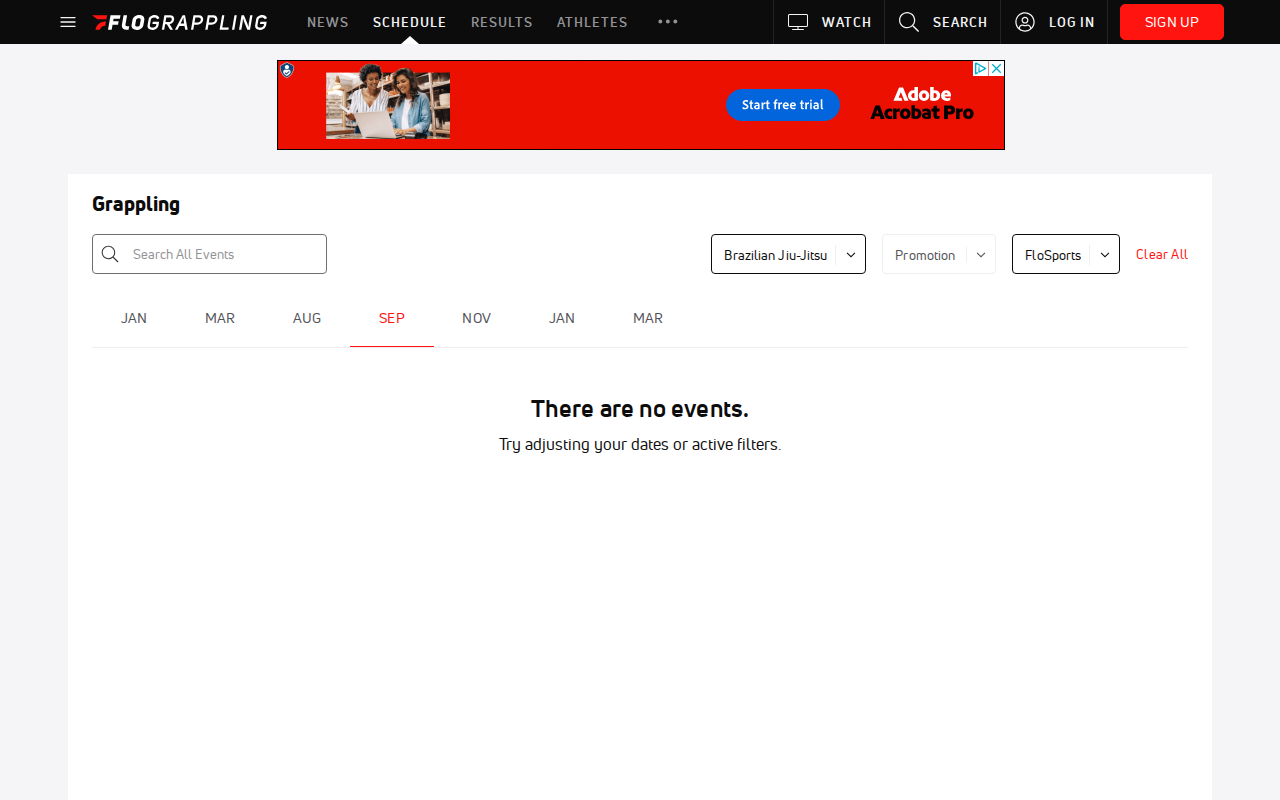 FLOGRAPPLING NEWS SCHEDULE RESULTS ATHLETES WATCH SEARCH LOG IN SIGN UP
Start free trial
Adobe
Acrobat Pro
Grappling
Search All Events Brazilian Jiu-Jitsu Promotion FloSports Clear All
JAN MAR AUG SEP NOV JAN MAR
There are no events.
Try adjusting your dates or active filters.